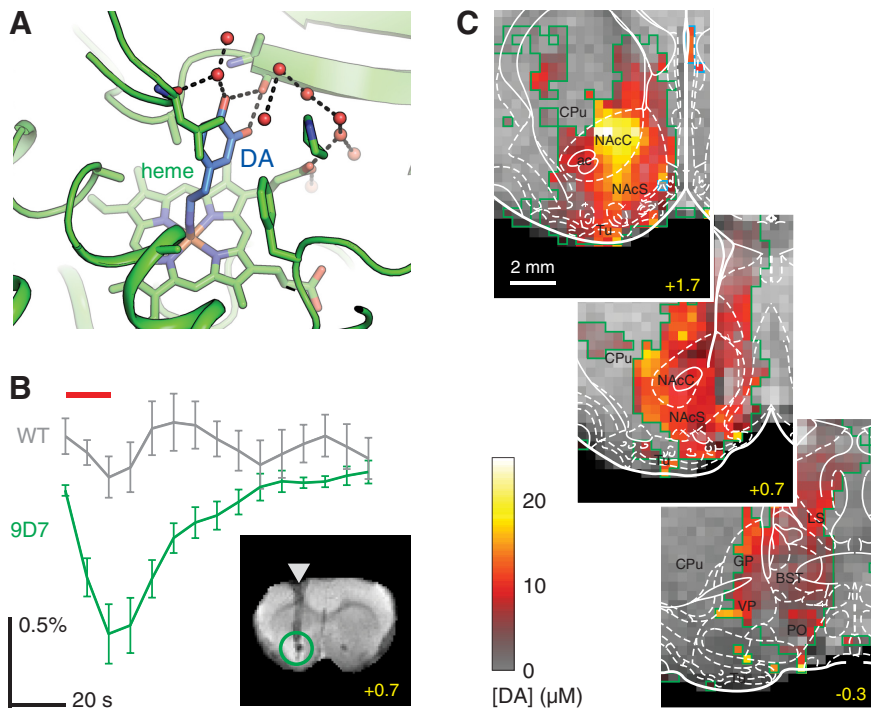 A
heme
DA
B
WT
9D7
0.5%
20 s
+0.7
C
CPu
NAcC
ac
NAcS
Tu
2 mm
+1.7
CPu
NAcC
NAcS
Tu
+0.7
CPu
GP
LS
BST
VP
PO
-0.3
20
10
0
[DA] (µM)